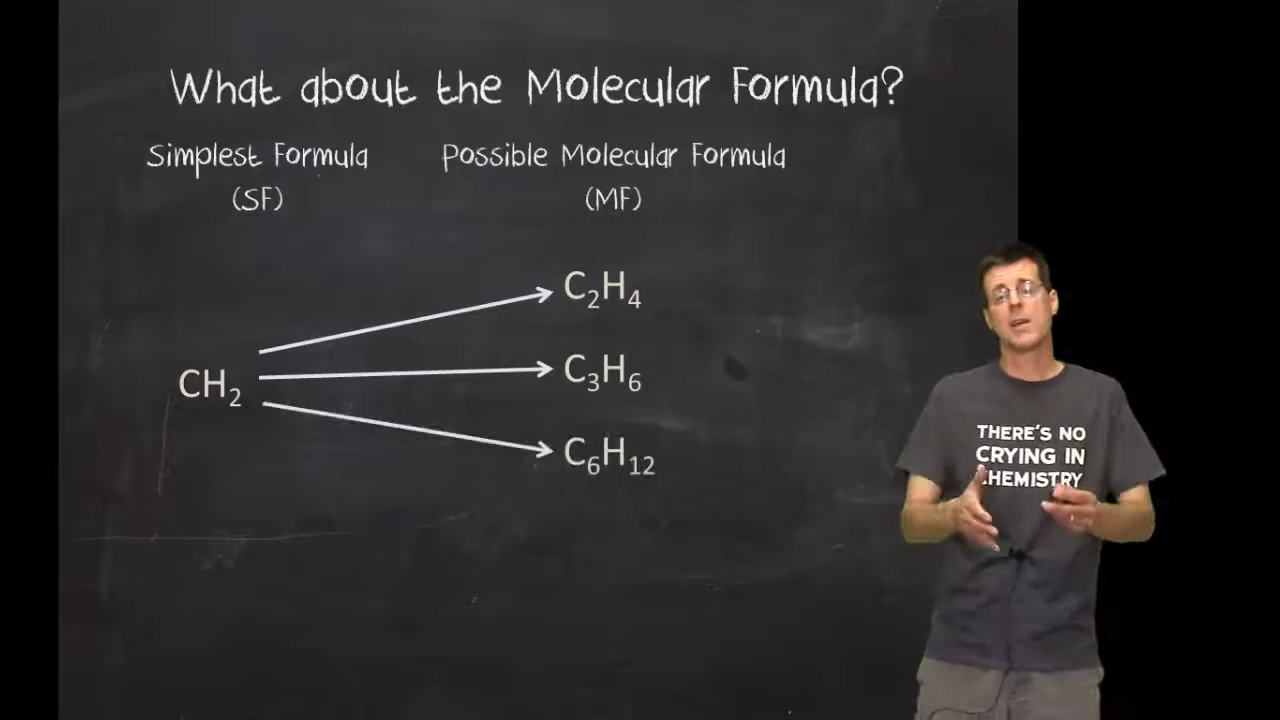 What about the Molecular Formula?
Simplest Formula
(SF)
Possible Molecular Formula
(MF)
CH₂
C₂H₄
C₃H₆
C₆H₁₂
THERE'S NO
CRYING IN
CHEMISTRY